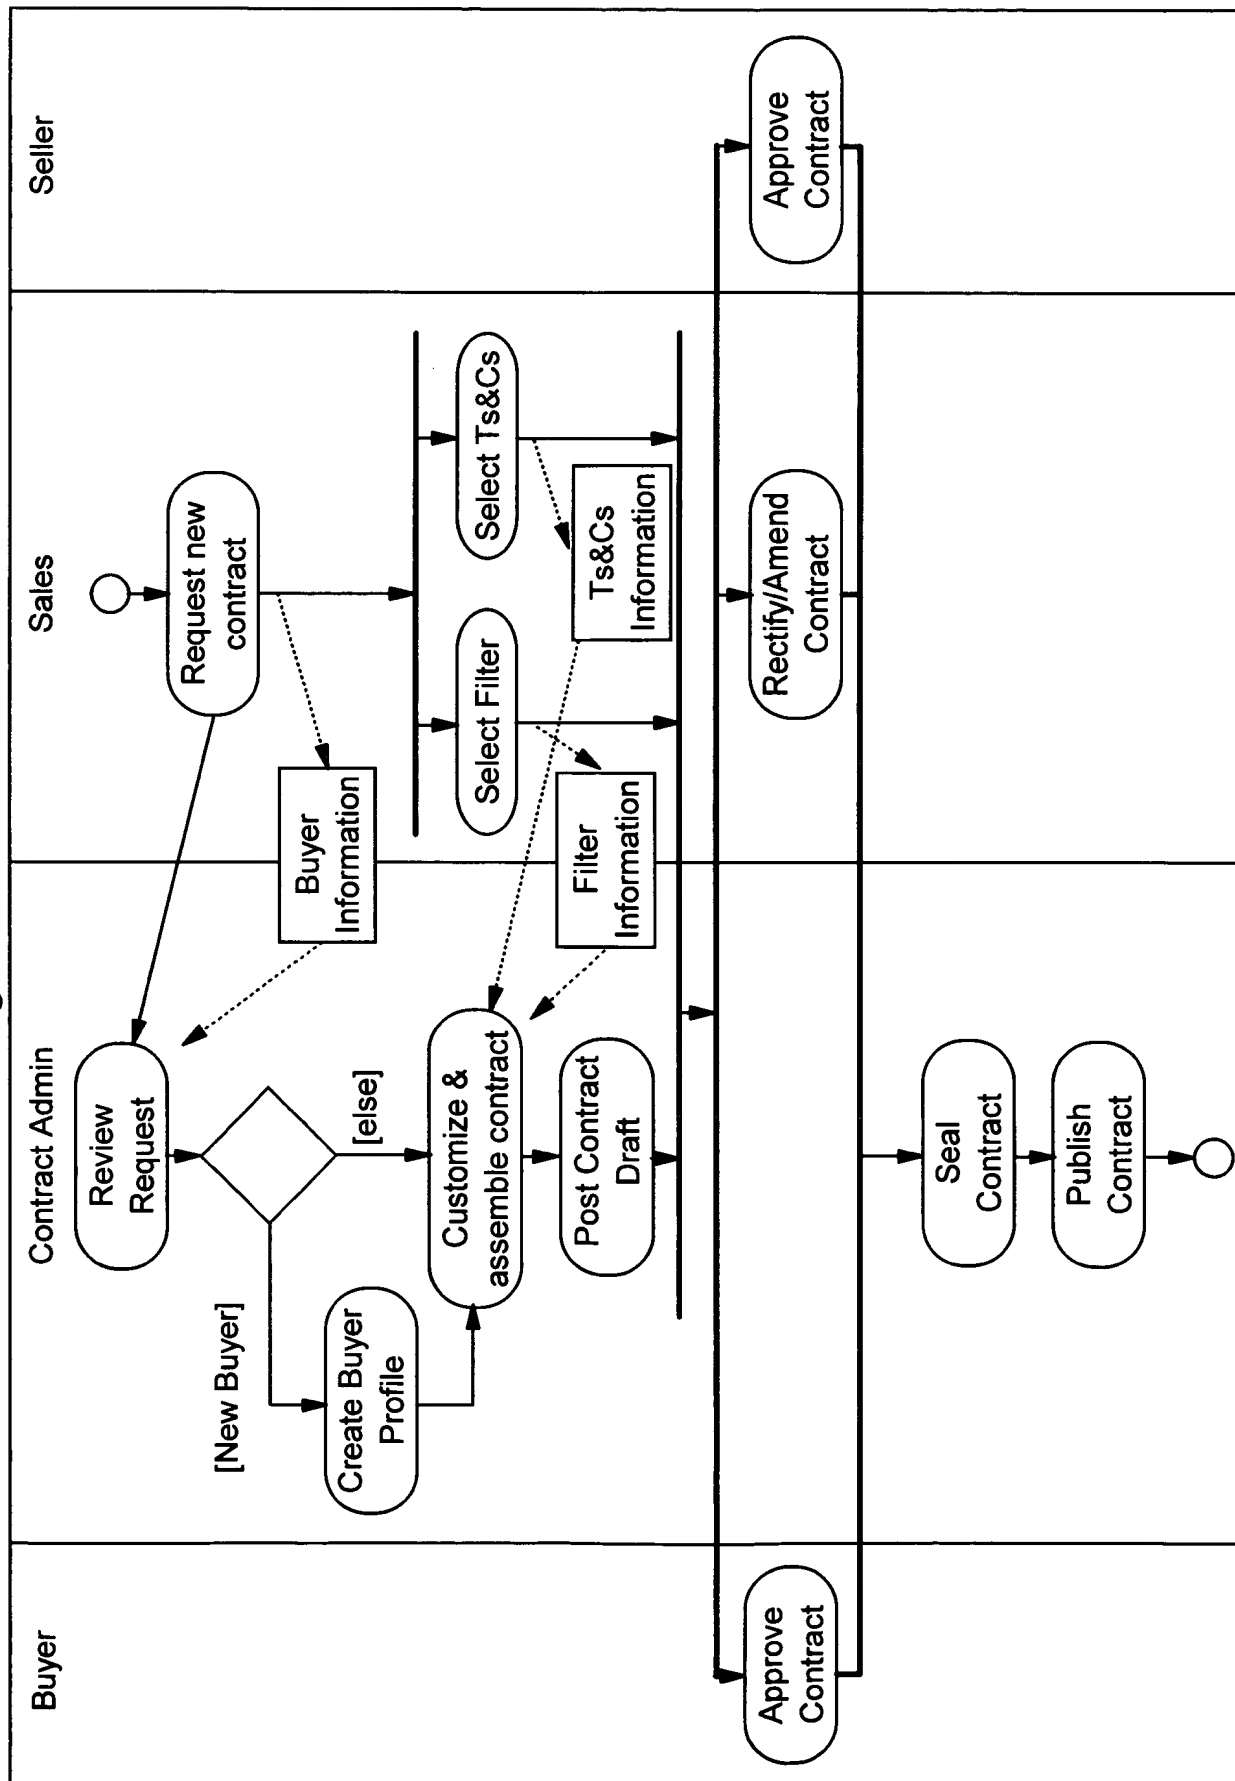 Buyer
Contract Admin
Sales
Seller
Request new
contract
Review
Request
Buyer
Information
[New Buyer]
[else]
Create Buyer
Profile
Customize &
assemble contract
Select Filter
Select Ts&Cs
Filter
Information
Ts&Cs
Information
Post Contract
Draft
Approve
Contract
Rectify/Amend
Contract
Approve
Contract
Seal
Contract
Publish
Contract